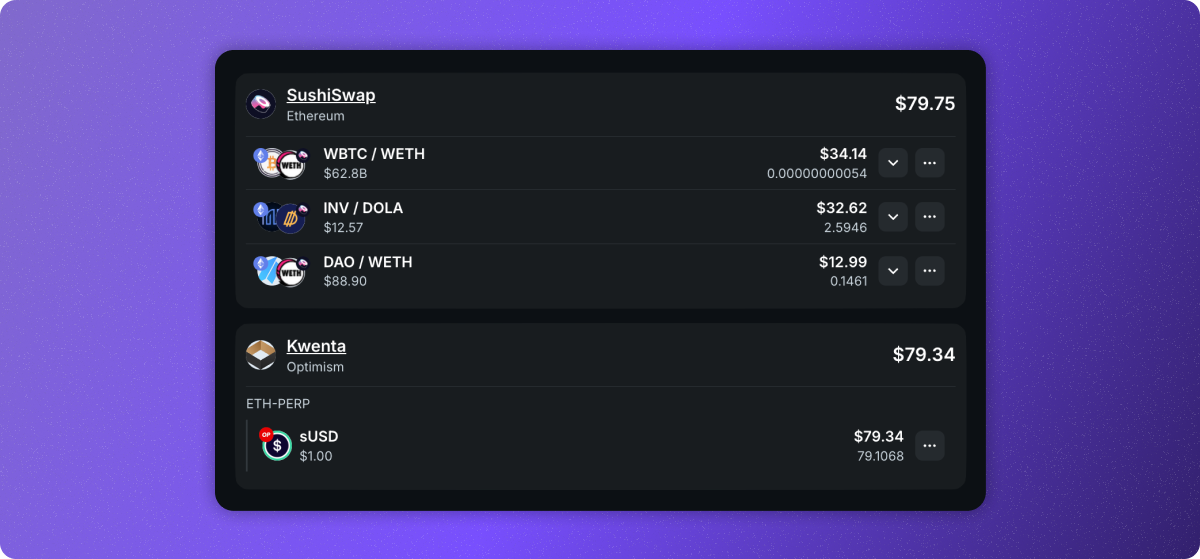 SushiSwap
Ethereum
$79.75
WBTC / WETH
$62.8B
$34.14
0.00000000054
WETH
INV / DOLA
$12.57
$32.62
2.5946
DAO / WETH
$88.90
$12.99
0.1461
WETH
Kwenta
Optimism
$79.34
ETH-PERP
OP
$
sUSD
$1.00
$79.34
79.1068